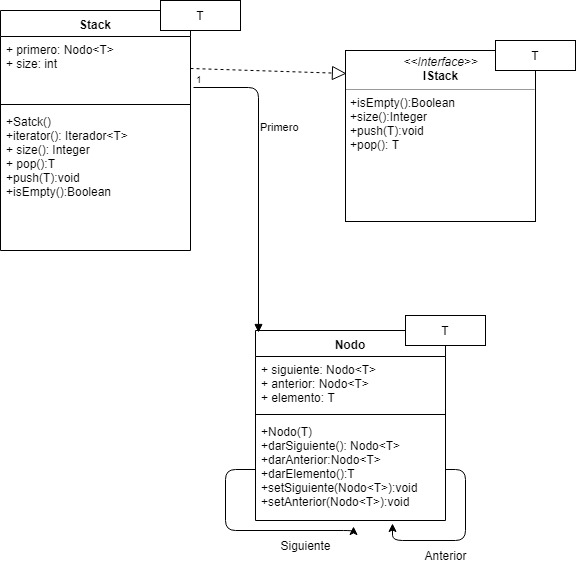 Stack
T
+ primero: Nodo<T>
+ size: int
+Satck()
+iterator(): Iterador<T>
+ size(): Integer
+ pop():T
+push(T):void
+isEmpty():Boolean
1
Primero
<<Interface>>
IStack
T
+isEmpty():Boolean
+size():Integer
+push(T):void
+pop(): T
Nodo
T
+ siguiente: Nodo<T>
+ anterior: Nodo<T>
+ elemento: T
+Nodo(T)
+darSiguiente(): Nodo<T>
+darAnterior:Nodo<T>
+darElemento():T
+setSiguiente(Nodo<T>):void
+setAnterior(Nodo<T>):void
Siguiente
Anterior